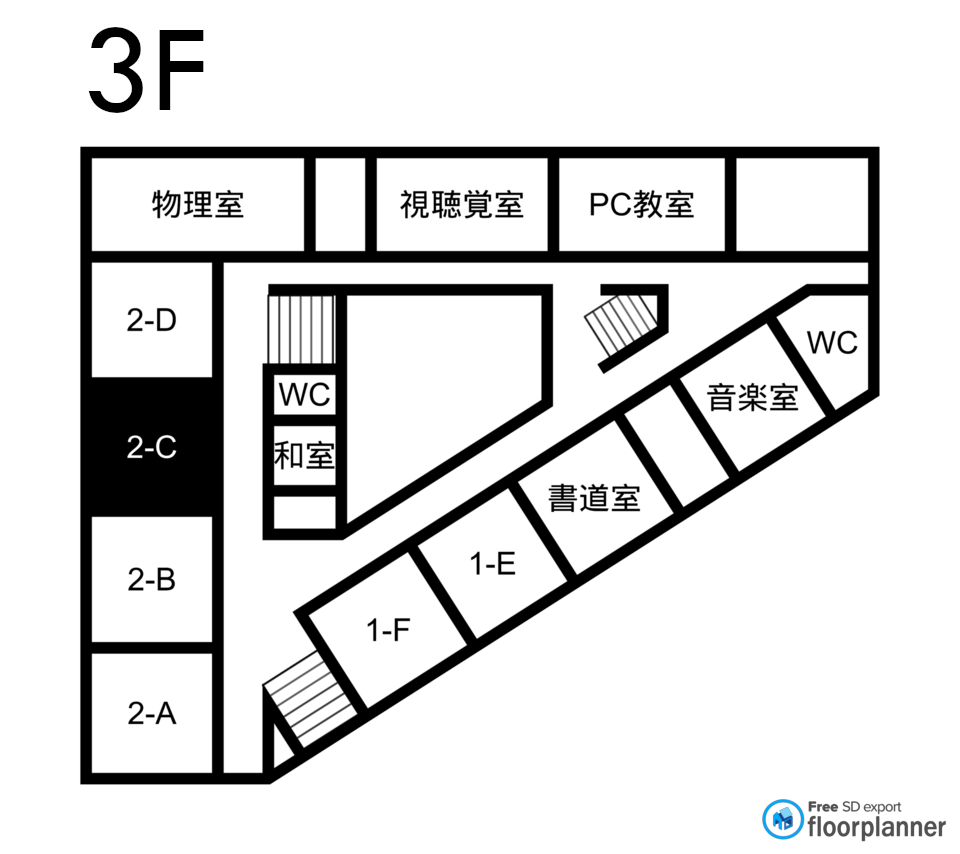 3F
物理室
視聴覚室
PC教室
2-D
WC
WC
2-C
音楽室
和室
書道室
2-B
1-E
1-F
2-A
Free SD export
floorplanner